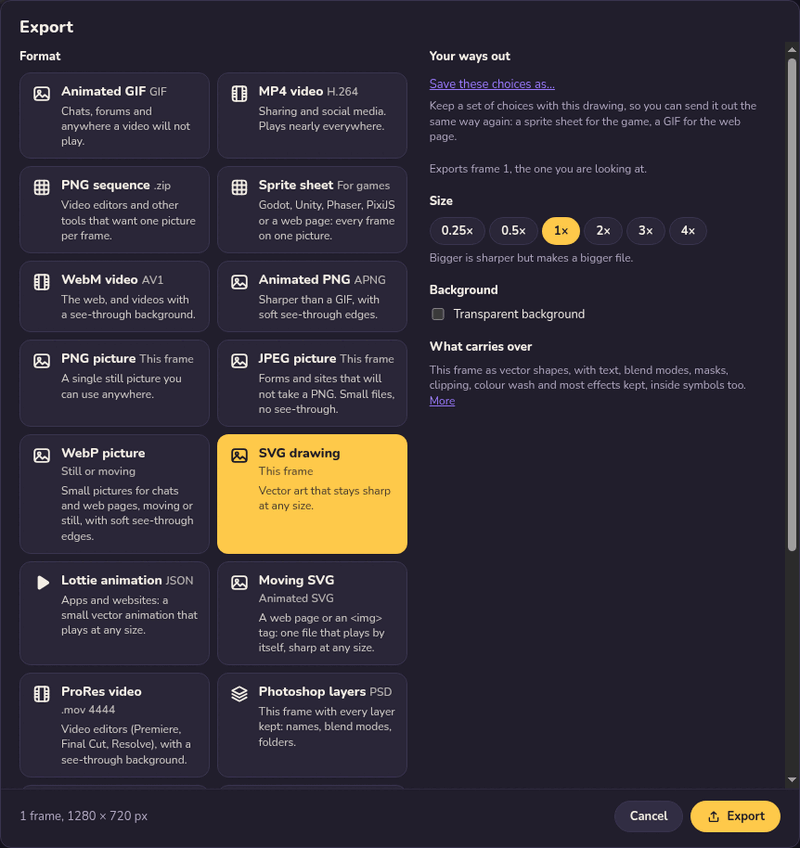 Export
Format
Animated GIF GIF
Chats, forums and
anywhere a video will not
play.
MP4 video H.264
Sharing and social media.
Plays nearly everywhere.
PNG sequence .zip
Video editors and other
tools that want one picture
per frame.
Sprite sheet For games
Godot, Unity, Phaser, PixiJS
or a web page: every frame
on one picture.
WebM video AV1
The web, and videos with
a see-through background.
Animated PNG APNG
Sharper than a GIF, with
soft see-through edges.
PNG picture This frame
A single still picture you
can use anywhere.
JPEG picture This frame
Forms and sites that will
not take a PNG. Small files,
no see-through.
WebP picture
Still or moving
Small pictures for chats
and web pages, moving or
still, with soft see-through
edges.
SVG drawing
This frame
Vector art that stays sharp
at any size.
Lottie animation JSON
Apps and websites: a
small vector animation that
plays at any size.
Moving SVG
Animated SVG
A web page or an <img>
tag: one file that plays by
itself, sharp at any size.
ProRes video
.mov 4444
Video editors (Premiere,
Final Cut, Resolve), with a
see-through background.
Photoshop layers PSD
This frame with every layer
kept: names, blend modes,
folders.
Your ways out
Save these choices as...
Keep a set of choices with this drawing, so you can send it out the
same way again: a sprite sheet for the game, a GIF for the web
page.
Exports frame 1, the one you are looking at.
Size
0.25× 0.5× 1× 2× 3× 4×
Bigger is sharper but makes a bigger file.
Background
Transparent background
What carries over
This frame as vector shapes, with text, blend modes, masks,
clipping, colour wash and most effects kept, inside symbols too.
More
1 frame, 1280 × 720 px
Cancel
Export